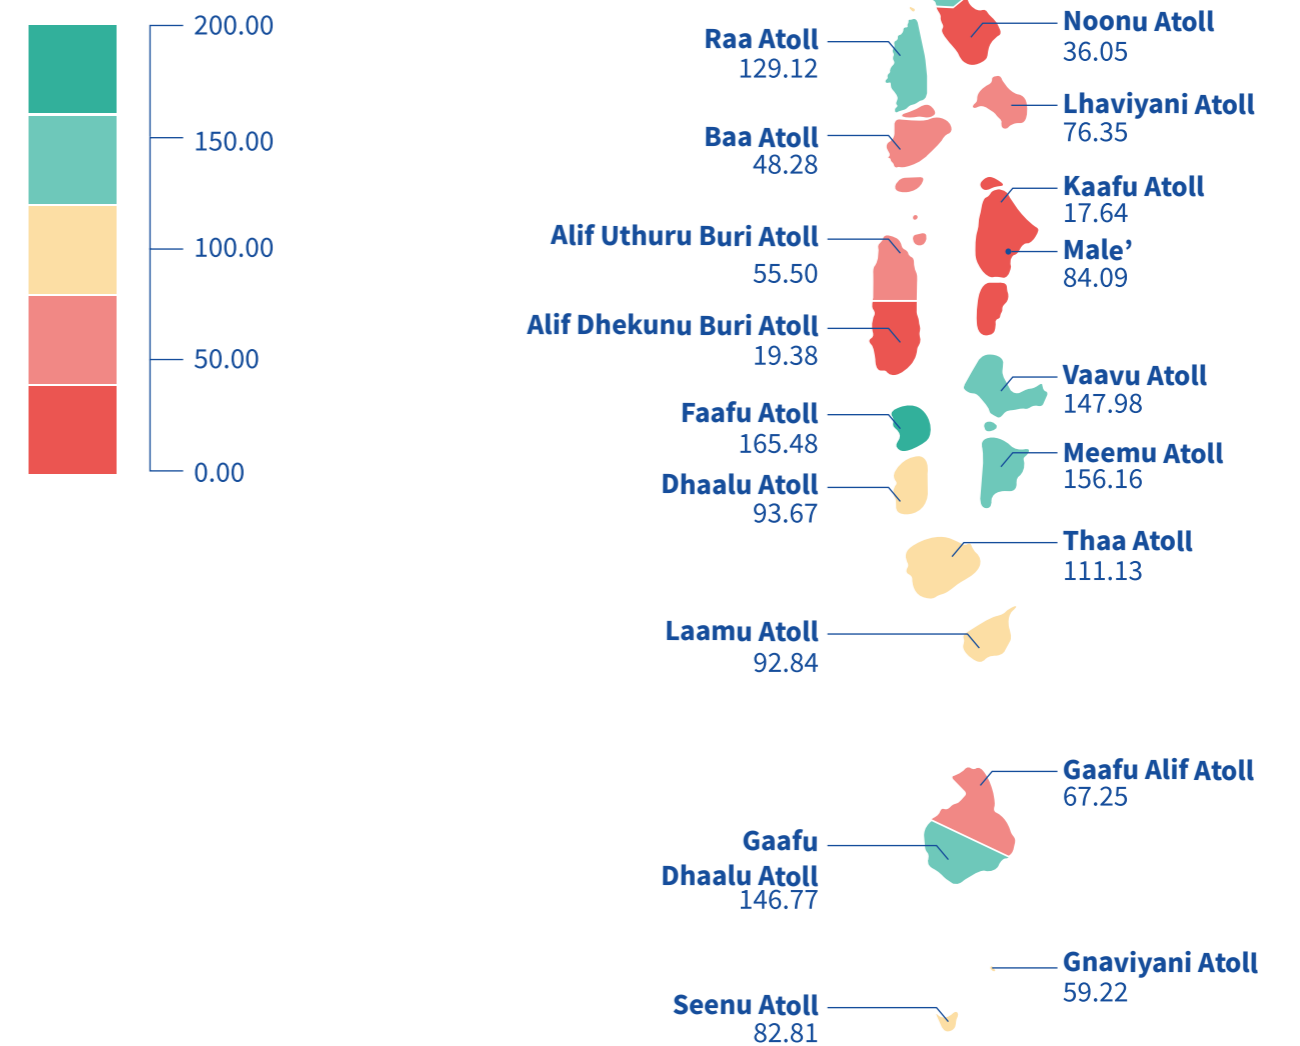 200.00
150.00
100.00
50.00
0.00
Raa Atoll
129.12
Baa Atoll
48.28
Alif Uthuru Buri Atoll
55.50
Alif Dhekunu Buri Atoll
19.38
Faafu Atoll
165.48
Dhaalu Atoll
93.67
Laamu Atoll
92.84
Gaafu
Dhaalu Atoll
146.77
Seenu Atoll
82.81
Noonu Atoll
36.05
Lhaviyani Atoll
76.35
Kaafu Atoll
17.64
Male’
84.09
Vaavu Atoll
147.98
Meemu Atoll
156.16
Thaa Atoll
111.13
Gaafu Alif Atoll
67.25
Gnaviyani Atoll
59.22